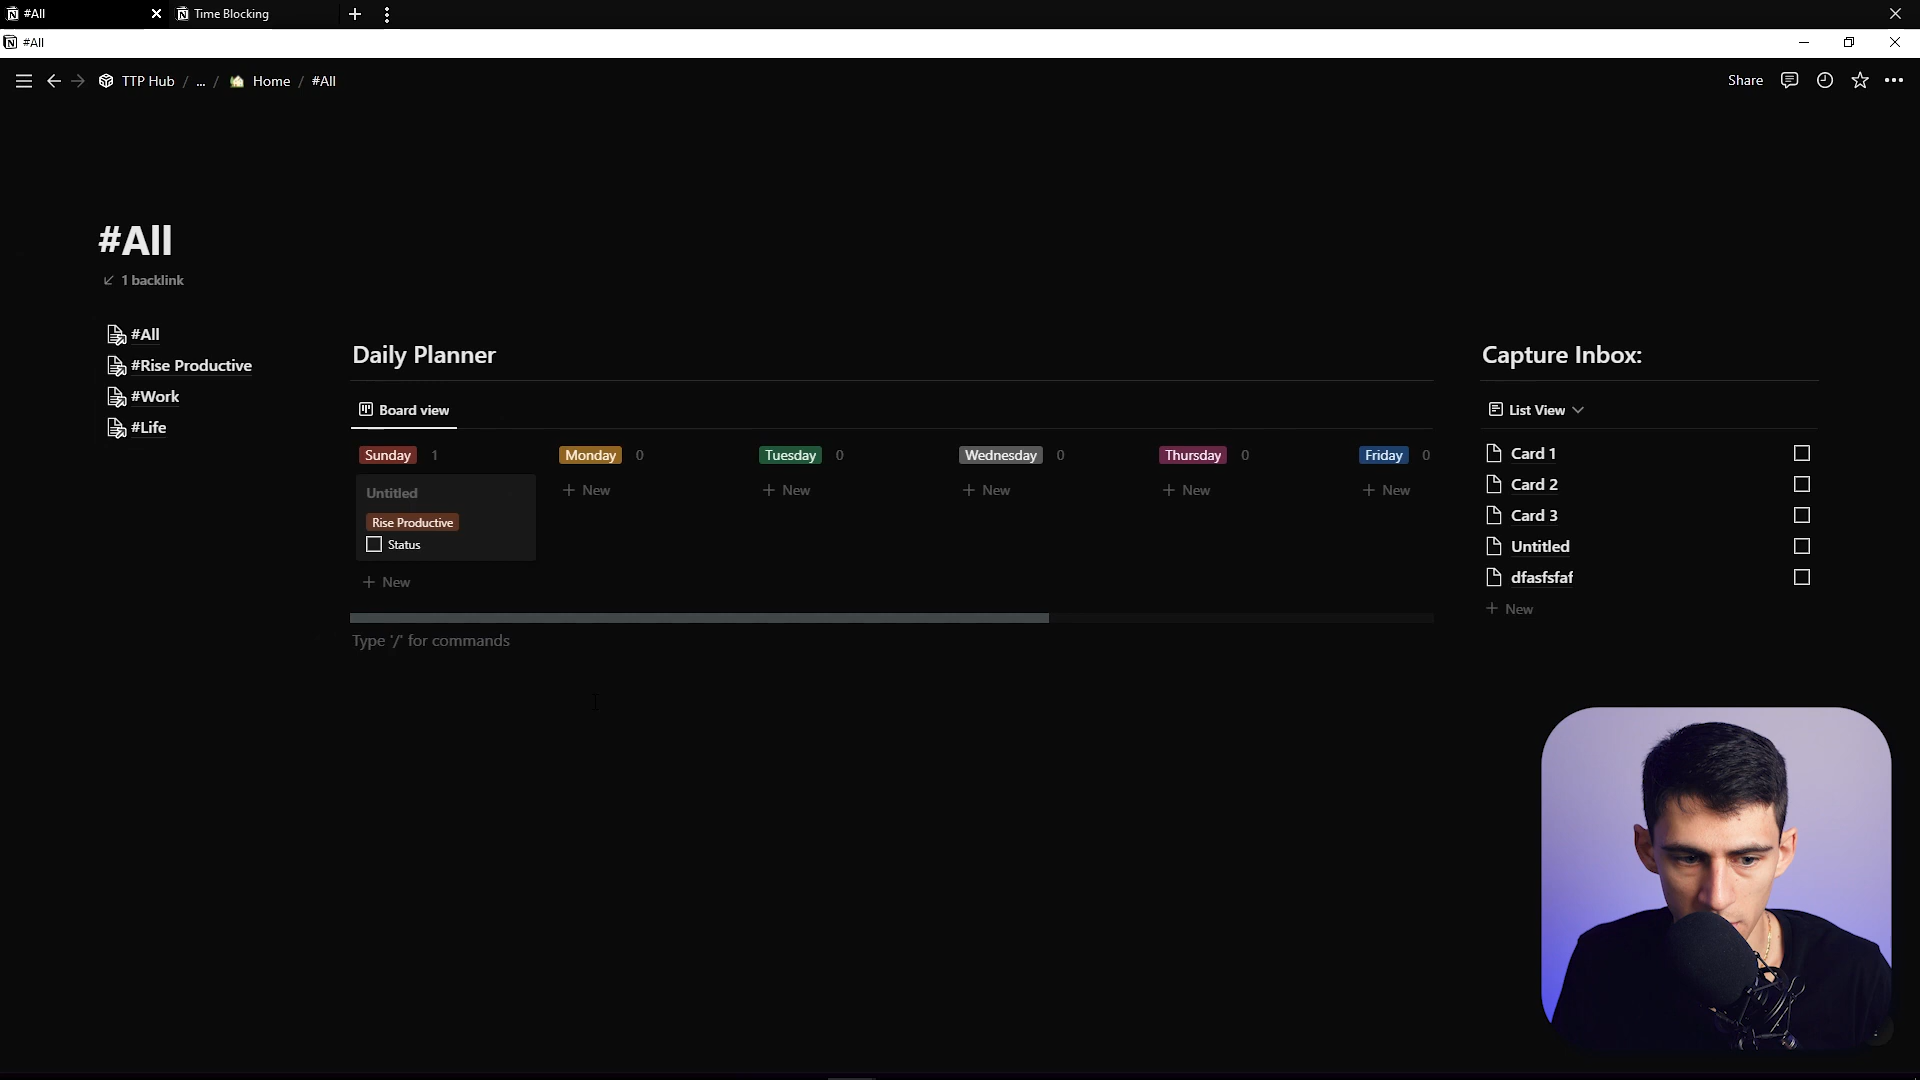 #All
Time Blocking
#All
TTP Hub / ... / Home / #All
Share
#All
1 backlink
#All
#Rise Productive
#Work
#Life
Daily Planner
Board view
Sunday 1
Untitled
Rise Productive
Status
+ New
Monday 0
+ New
Tuesday 0
+ New
Wednesday 0
+ New
Thursday 0
+ New
Friday 0
+ New
Type '/' for commands
Capture Inbox:
List View
Card 1
Card 2
Card 3
Untitled
dfasfsfaf
+ New